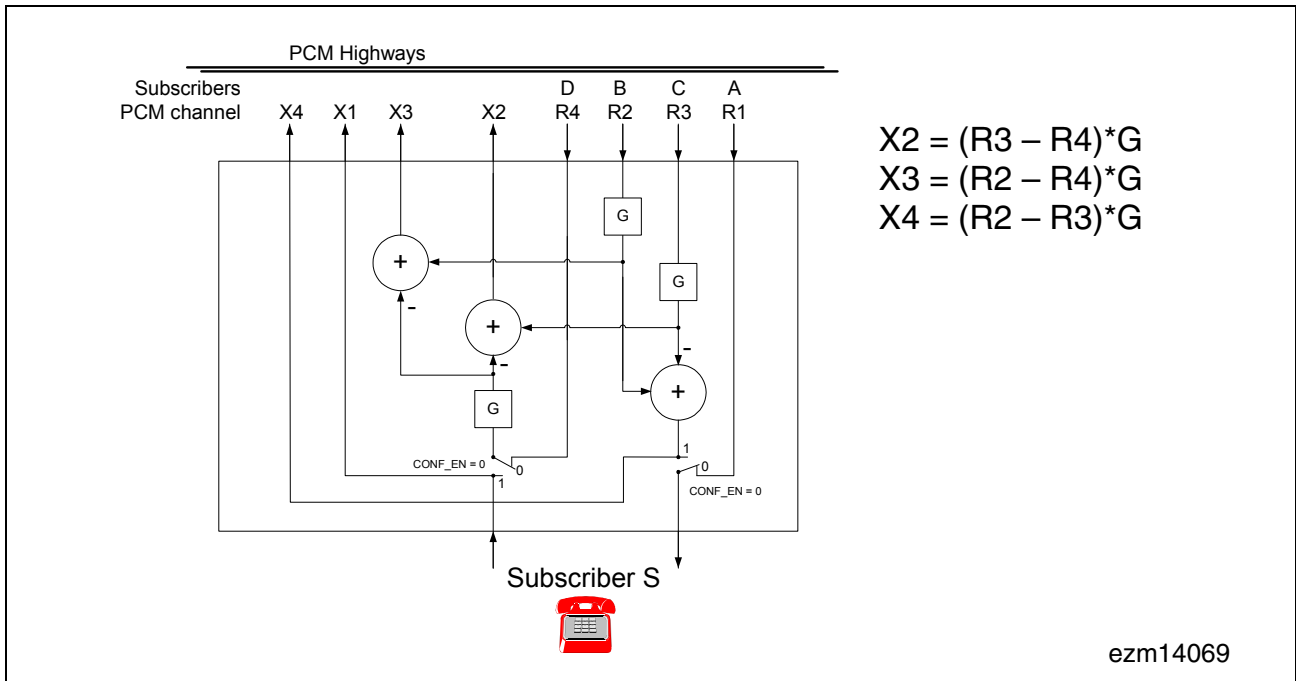 PCM Highways
Subscribers D B C A
PCM channel X4 X1 X3 X2 R4 R2 R3 R1
X2 = (R3 – R4)*G
X3 = (R2 – R4)*G
X4 = (R2 – R3)*G
G
+
G
-
+
-
-
+
G
1
CONF_EN = 0
0
0
1
CONF_EN = 0
Subscriber S
ezm14069